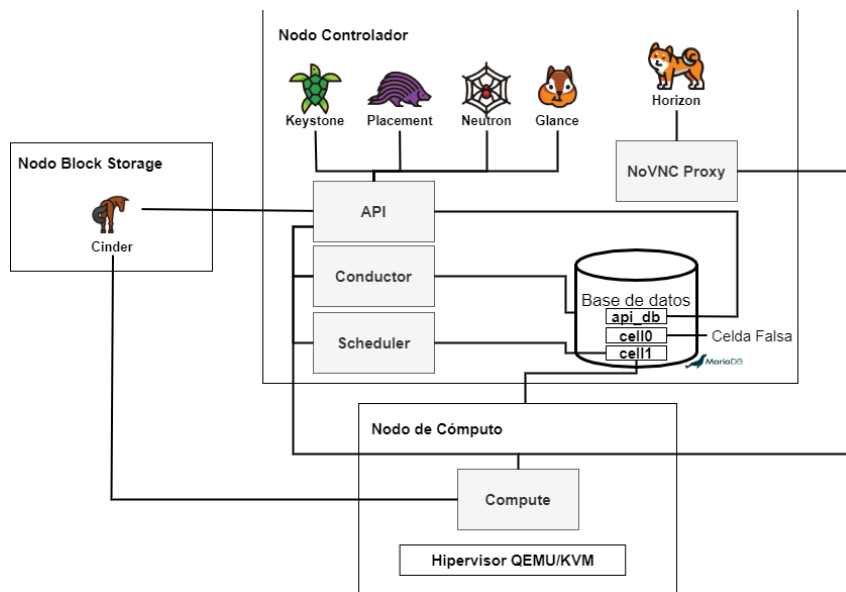 Nodo Controlador
Keystone
Placement
Neutron
Glance
Horizon
Nodo Block Storage
Cinder
NoVNC Proxy
API
Conductor
Scheduler
Base de datos
api_db
cell0
Celda Falsa
cell1
MariaDB
Nodo de Cómputo
Compute
Hipervisor QEMU/KVM